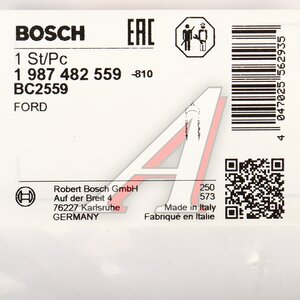 BOSCH
EAC
1 St/Pc
1 987 482 559 -810
BC2559
FORD
4 047025 562935
Robert Bosch GmbH
Auf der Breit 4
76227 Karlsruhe
GERMANY
250
573
Made in Italy
Fabriqué en Italie